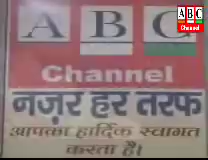 ABC
Channel
ABC
Channel
नज़र हर तरफ
आपका हार्दिक स्वागत
करता है।